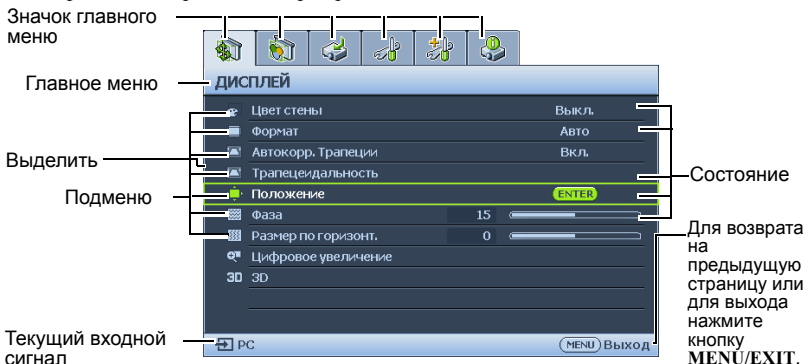 Значок главного
меню
Главное меню
ДИСПЛЕЙ
Цвет стены Выкл.
Формат Авто
Автокорр. Трапеции Вкл.
Выделить
Трапецеидальность
Состояние
Подменю
Положение ENTER
Фаза 15
Размер по горизонт. 0
Цифровое увеличение
3D 3D
Для возврата
на
предыдущую
страницу или
для выхода
нажмите
кнопку
MENU/EXIT.
Текущий входной
сигнал
PC MENU Выход